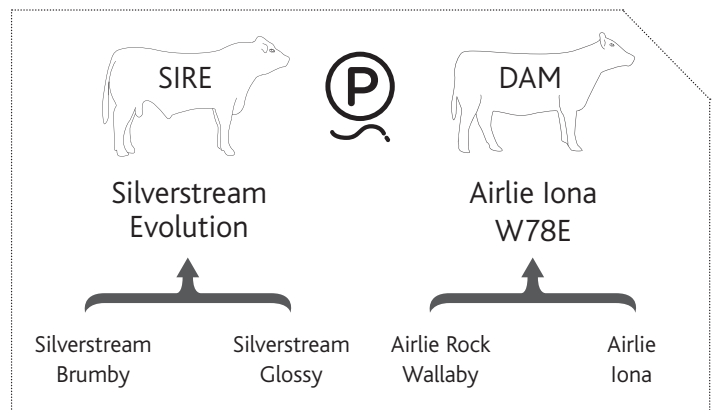 SIRE
P
DAM
Silverstream
Evolution
Airlie Iona
W78E
Silverstream
Brumby
Silverstream
Glossy
Airlie Rock
Wallaby
Airlie
Iona